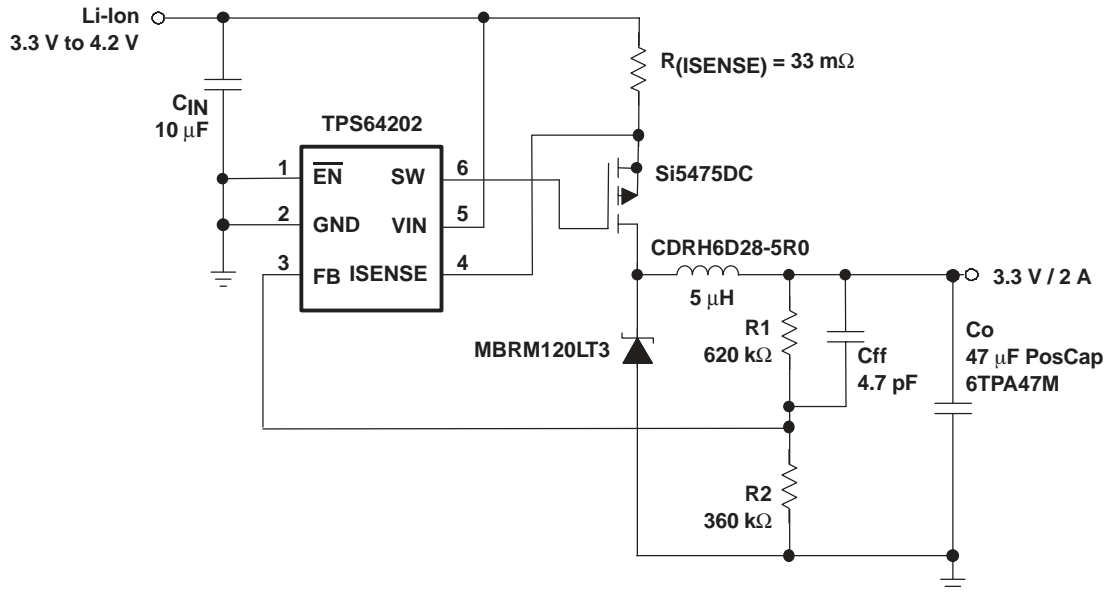 Li-Ion
3.3 V to 4.2 V
R(ISENSE) = 33 mΩ
CIN
10 μF
TPS64202
1
EN
SW
6
Si5475DC
2
GND
VIN
5
3
FB
ISENSE
4
CDRH6D28-5R0
5 μH
3.3 V / 2 A
MBRM120LT3
R1
620 kΩ
Cff
4.7 pF
Co
47 μF PosCap
6TPA47M
R2
360 kΩ